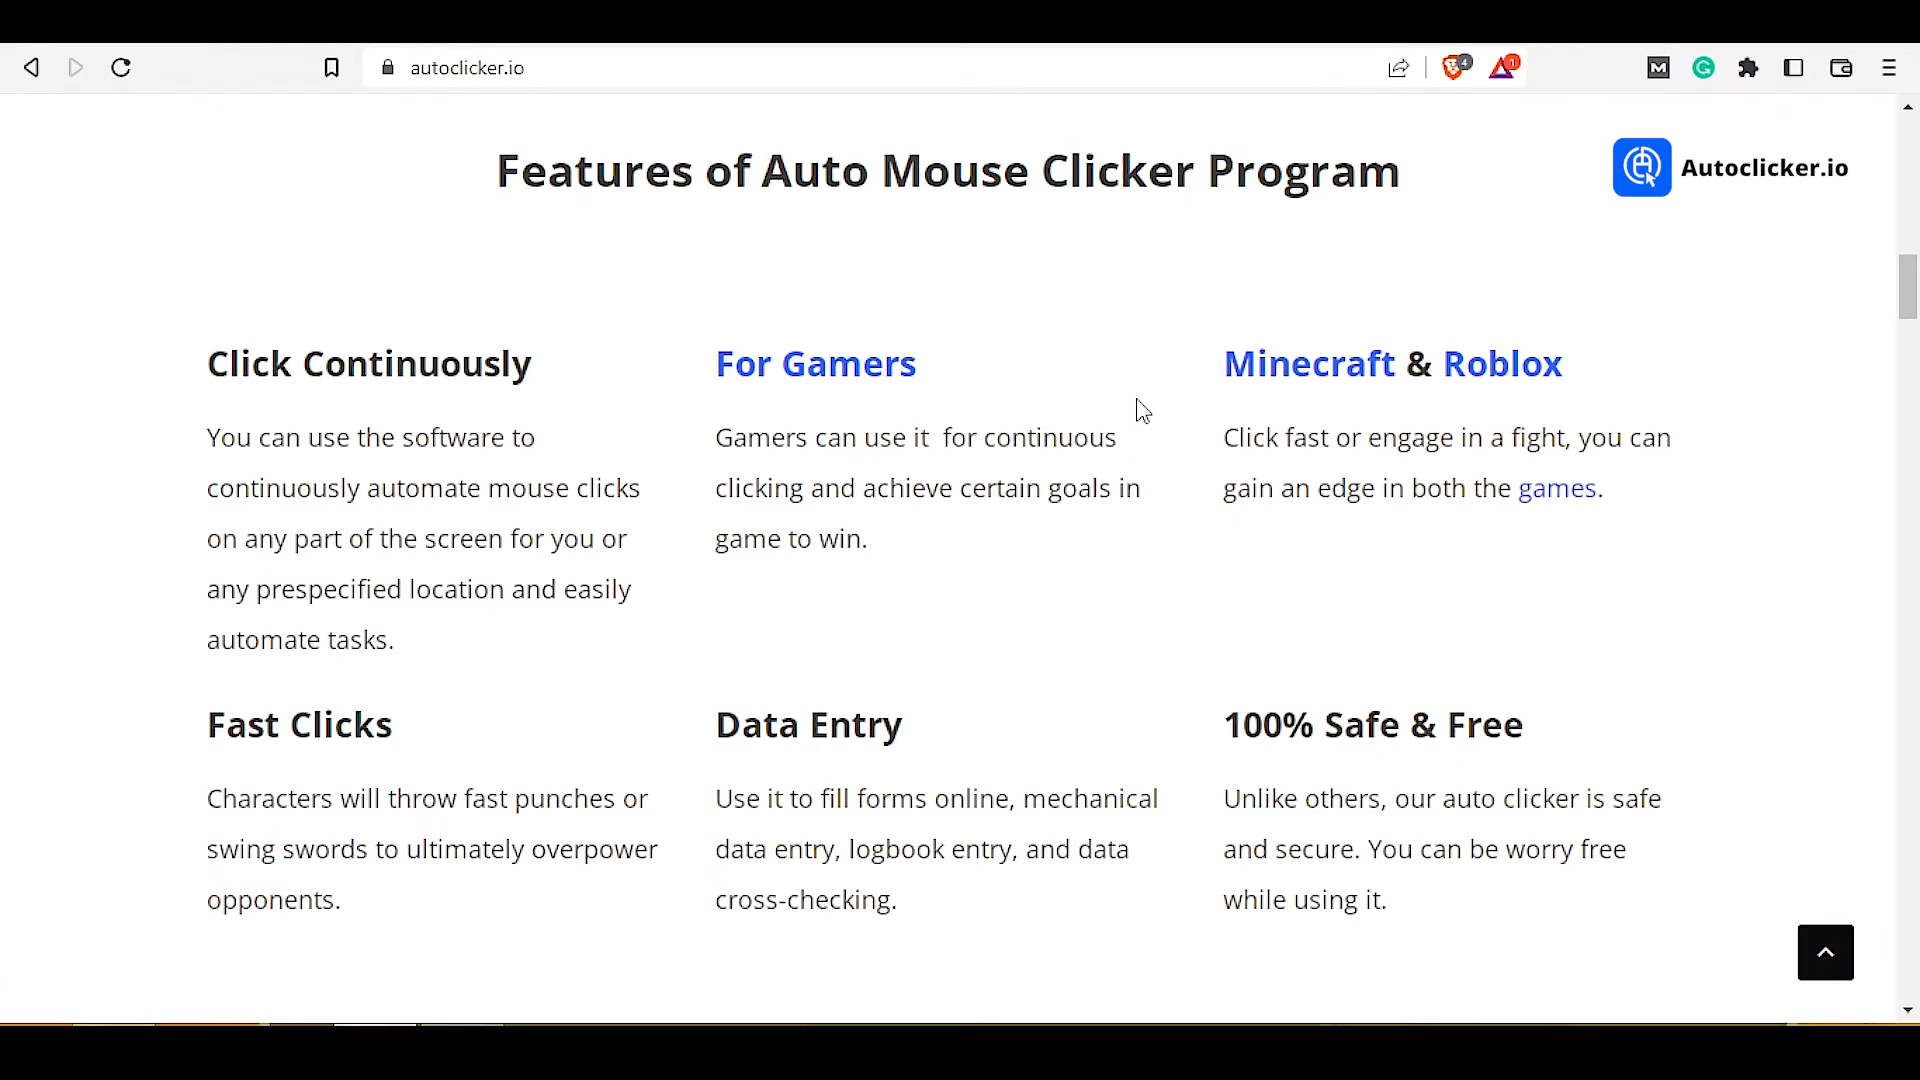 autoclicker.io
4
1
M
G
Features of Auto Mouse Clicker Program
Autoclicker.io
Click Continuously
You can use the software to
continuously automate mouse clicks
on any part of the screen for you or
any prespecified location and easily
automate tasks.
For Gamers
Gamers can use it  for continuous
clicking and achieve certain goals in
game to win.
Minecraft & Roblox
Click fast or engage in a fight, you can
gain an edge in both the games.
Fast Clicks
Characters will throw fast punches or
swing swords to ultimately overpower
opponents.
Data Entry
Use it to fill forms online, mechanical
data entry, logbook entry, and data
cross-checking.
100% Safe & Free
Unlike others, our auto clicker is safe
and secure. You can be worry free
while using it.